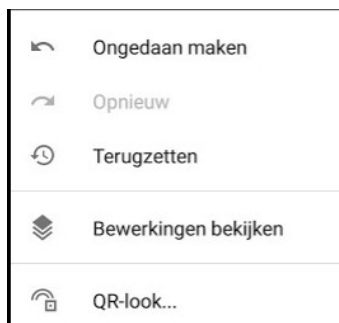 Ongedaan maken
Opnieuw
Terugzetten
Bewerkingen bekijken
QR-look...